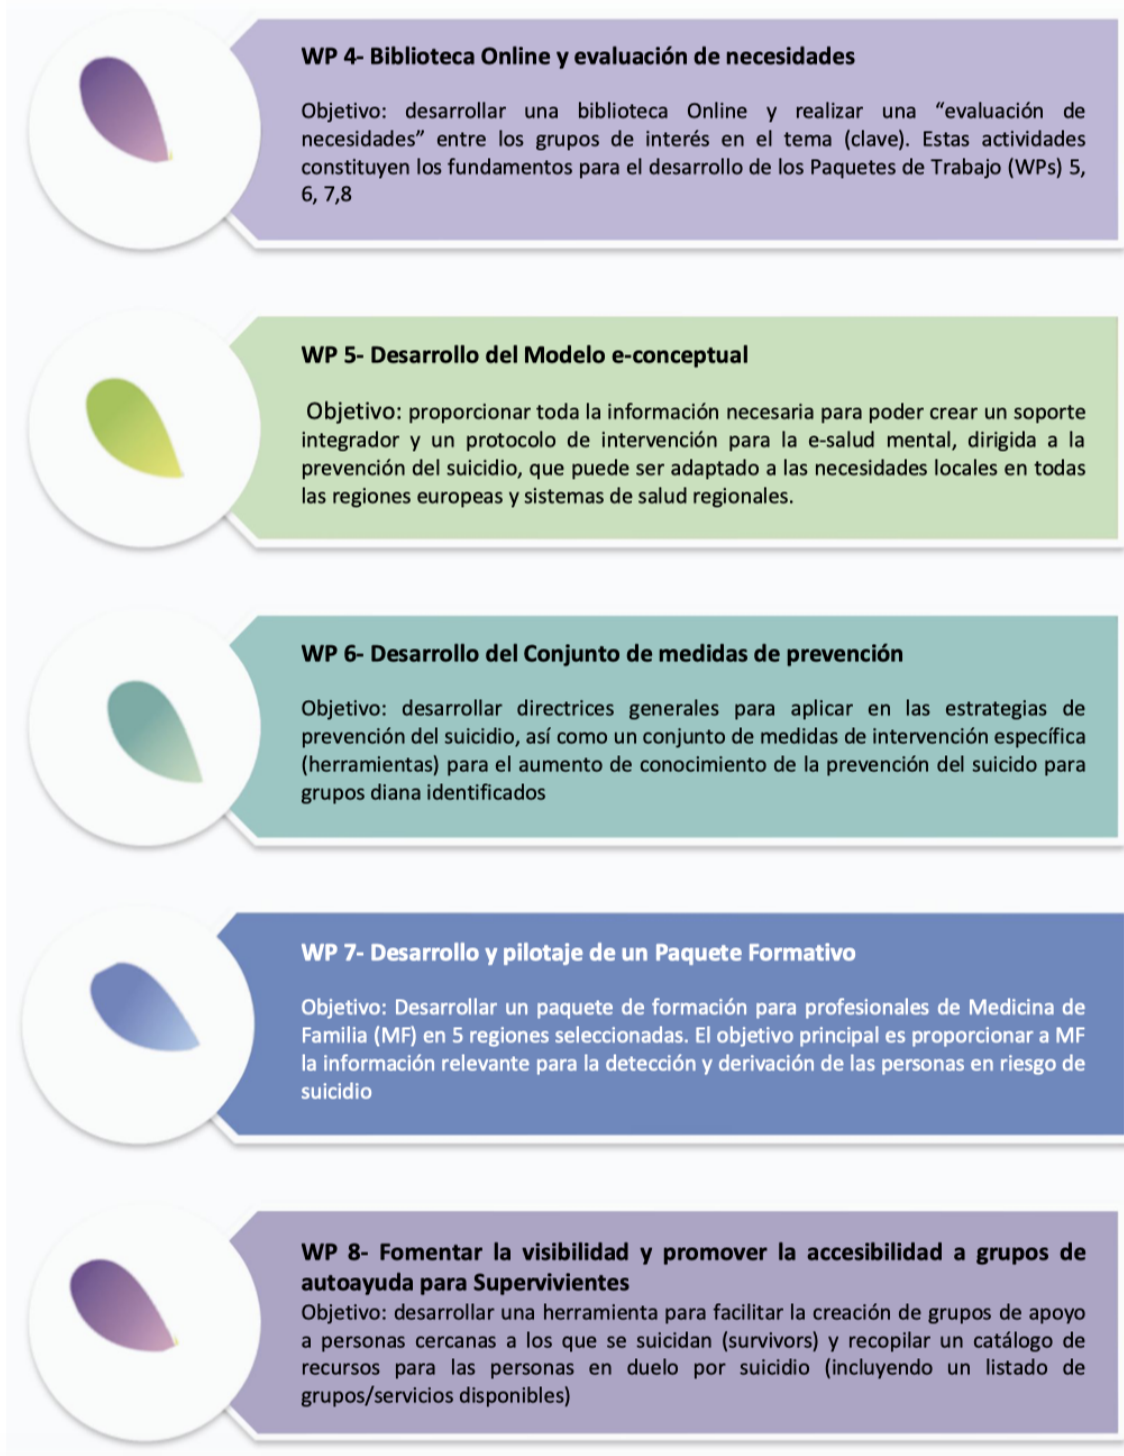 WP 4- Biblioteca Online y evaluación de necesidades
Objetivo: desarrollar una biblioteca Online y realizar una “evaluación de
necesidades” entre los grupos de interés en el tema (clave). Estas actividades
constituyen los fundamentos para el desarrollo de los Paquetes de Trabajo (WPs) 5,
6, 7,8
WP 5- Desarrollo del Modelo e-conceptual
Objetivo: proporcionar toda la información necesaria para poder crear un soporte
integrador y un protocolo de intervención para la e-salud mental, dirigida a la
prevención del suicidio, que puede ser adaptado a las necesidades locales en todas
las regiones europeas y sistemas de salud regionales.
WP 6- Desarrollo del Conjunto de medidas de prevención
Objetivo: desarrollar directrices generales para aplicar en las estrategias de
prevención del suicidio, así como un conjunto de medidas de intervención específica
(herramientas) para el aumento de conocimiento de la prevención del suicido para
grupos diana identificados
WP 7- Desarrollo y pilotaje de un Paquete Formativo
Objetivo: Desarrollar un paquete de formación para profesionales de Medicina de
Familia (MF) en 5 regiones seleccionadas. El objetivo principal es proporcionar a MF
la información relevante para la detección y derivación de las personas en riesgo de
suicidio
WP 8- Fomentar la visibilidad y promover la accesibilidad a grupos de
autoayuda para Supervivientes
Objetivo: desarrollar una herramienta para facilitar la creación de grupos de apoyo
a personas cercanas a los que se suicidan (survivors) y recopilar un catálogo de
recursos para las personas en duelo por suicidio (incluyendo un listado de
grupos/servicios disponibles)